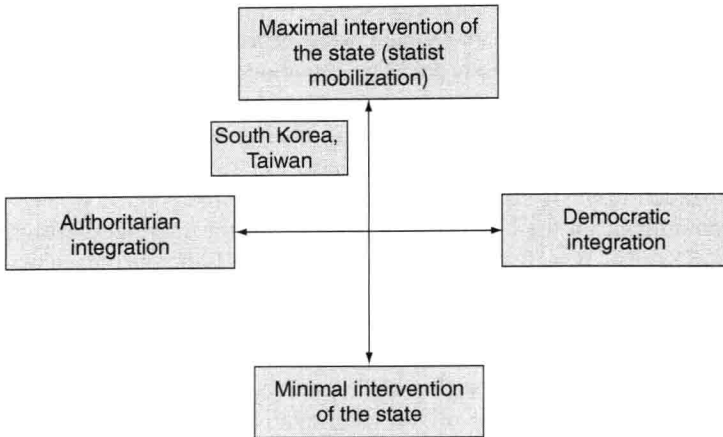 Maximal intervention of
the state (statist
mobilization)
South Korea,
Taiwan
Authoritarian
integration
Democratic
integration
Minimal intervention
of the state